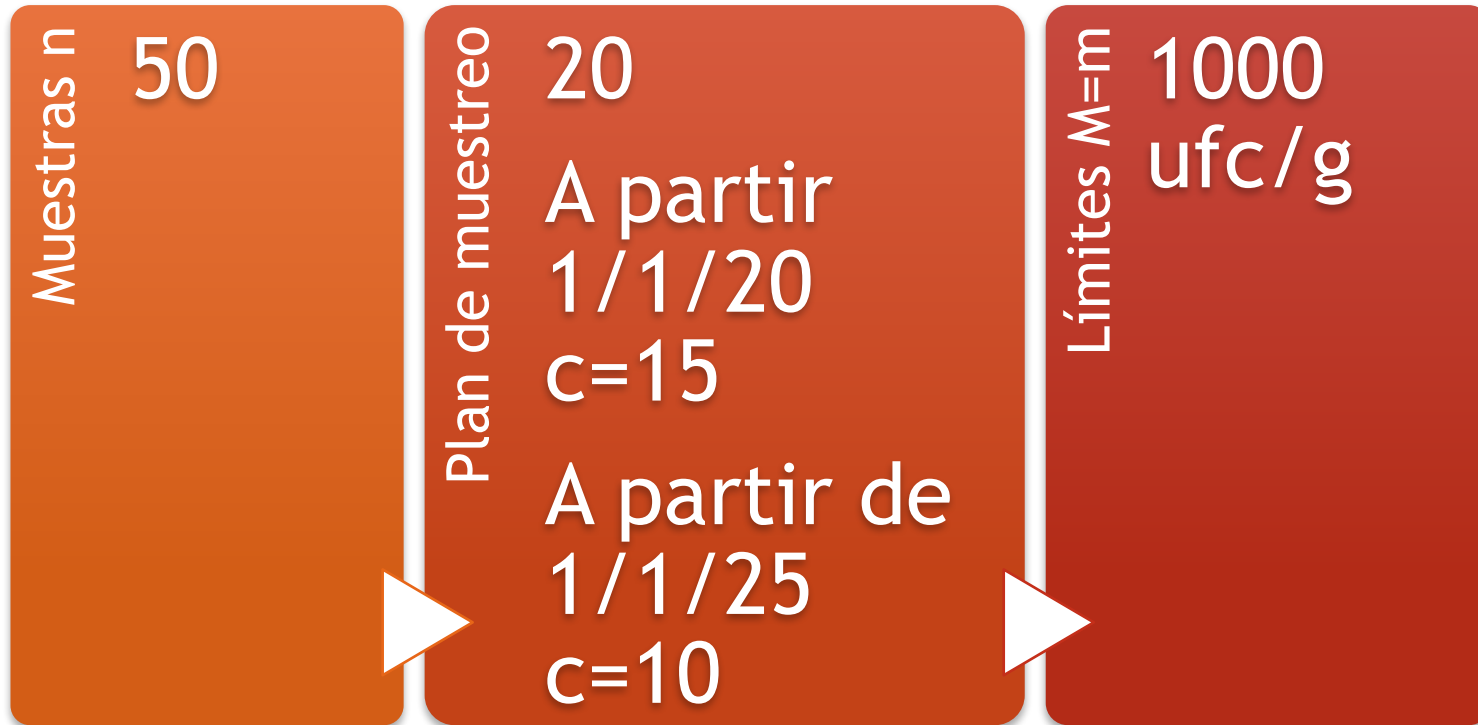 Muestras n
50
Plan de muestreo
20
A partir
1/1/20
c=15
A partir de
1/1/25
c=10
Límites M=m
1000
ufc/g